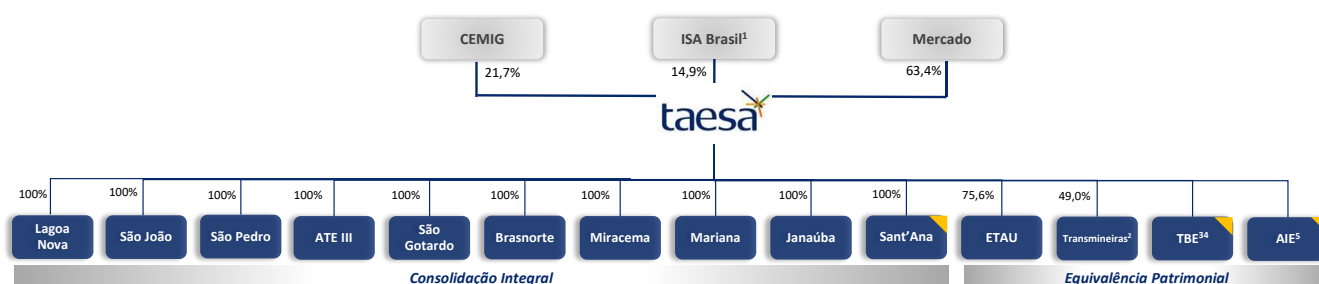 CEMIG ISA Brasil¹ Mercado
21,7% 14,9% 63,4%
taesa
100% 100% 100% 100% 100% 100% 100% 100% 100% 100% 75,6% 49,0%
Lagoa Nova São João São Pedro ATE III São Gotardo Brasnorte Miracema Mariana Janaúba Sant'Ana ETAU Transmineiras² TBE³⁴ AIE⁵
Consolidação Integral Equivalência Patrimonial